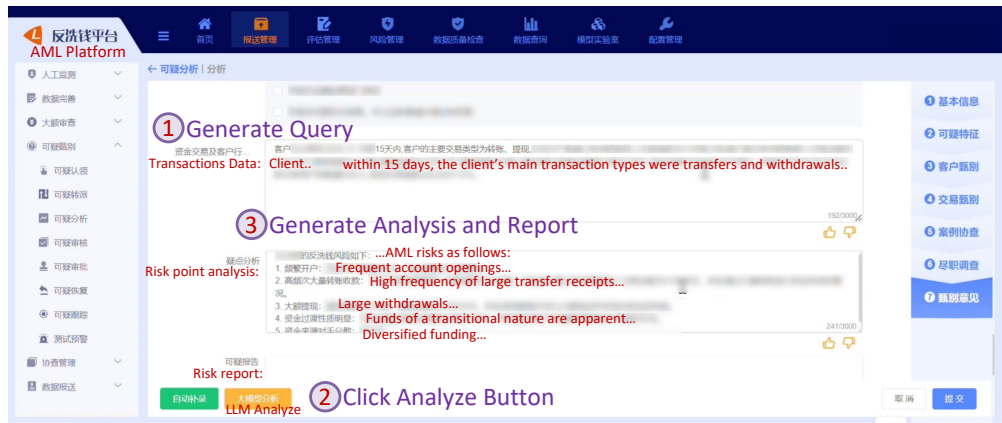 反洗钱平台
AML Platform
首页
报送管理
评估管理
风险管理
数据质量检查
数据查询
模型实验室
配置管理
人工监测
数据完善
大额审查
可疑甄别
可疑认领
可疑转派
可疑分析
可疑审核
可疑审批
可疑恢复
可疑跟踪
测试预警
协查管理
数据报送
← 可疑分析 | 分析
1 Generate Query
资金交易及客户行...
客户 15天内,客户的主要交易类型为转账、提现,
Transactions Data: Client.. within 15 days, the client's main transaction types were transfers and withdrawals..
192/3000
3 Generate Analysis and Report
疑点分析
的反洗钱风险如下: ...AML risks as follows:
Risk point analysis:
1. 频繁开户: Frequent account openings...
2. 高频次大量转账收款: High frequency of large transfer receipts...
况。
3. 大额提现: Large withdrawals...
4. 资金过渡性质明显: Funds of a transitional nature are apparent...
5. 资金来源过于分散: Diversified funding...
241/3000
可疑报告
Risk report:
自动补录
大模型分析
LLM Analyze
2 Click Analyze Button
取消
提交
1 基本信息
2 可疑特征
3 客户甄别
4 交易甄别
5 案例协查
6 尽职调查
7 甄别意见